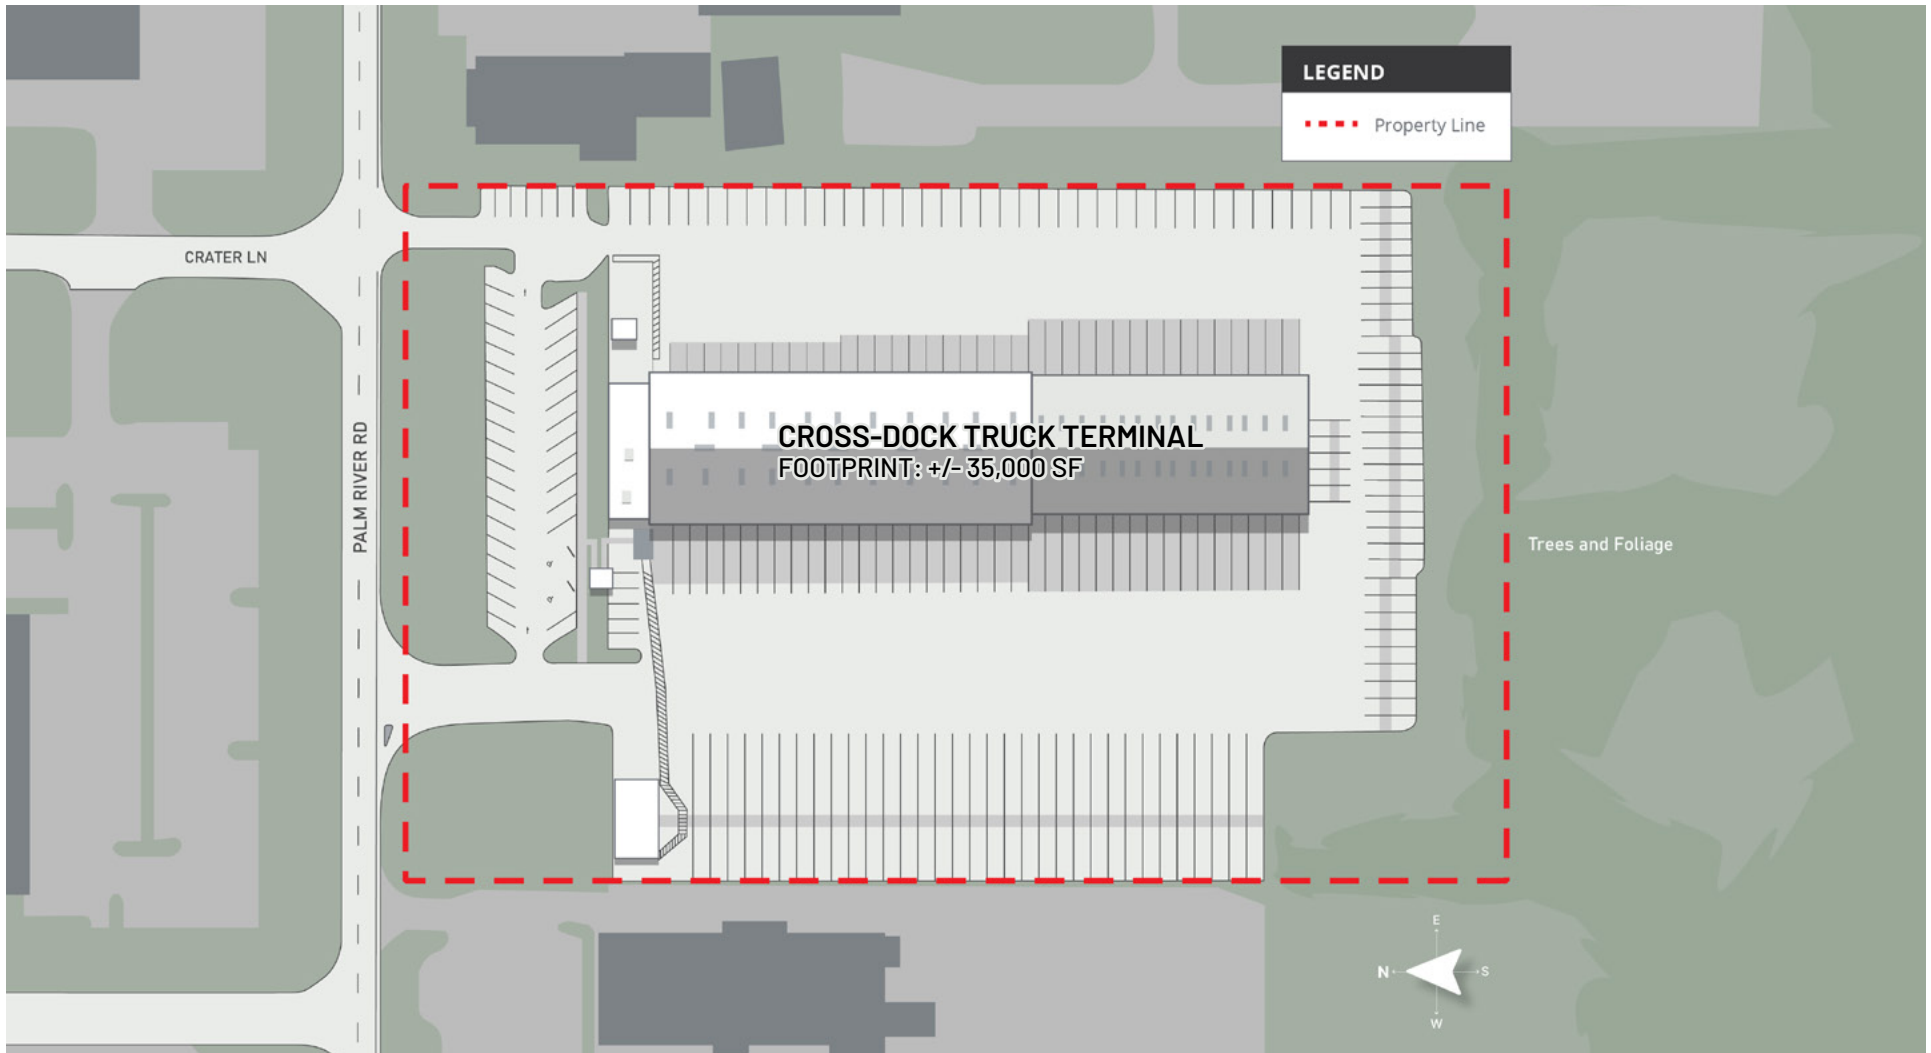 LEGEND
Property Line
CRATER LN
PALM RIVER RD
CROSS-DOCK TRUCK TERMINAL
FOOTPRINT: +/- 35,000 SF
Trees and Foliage
E
N
S
W